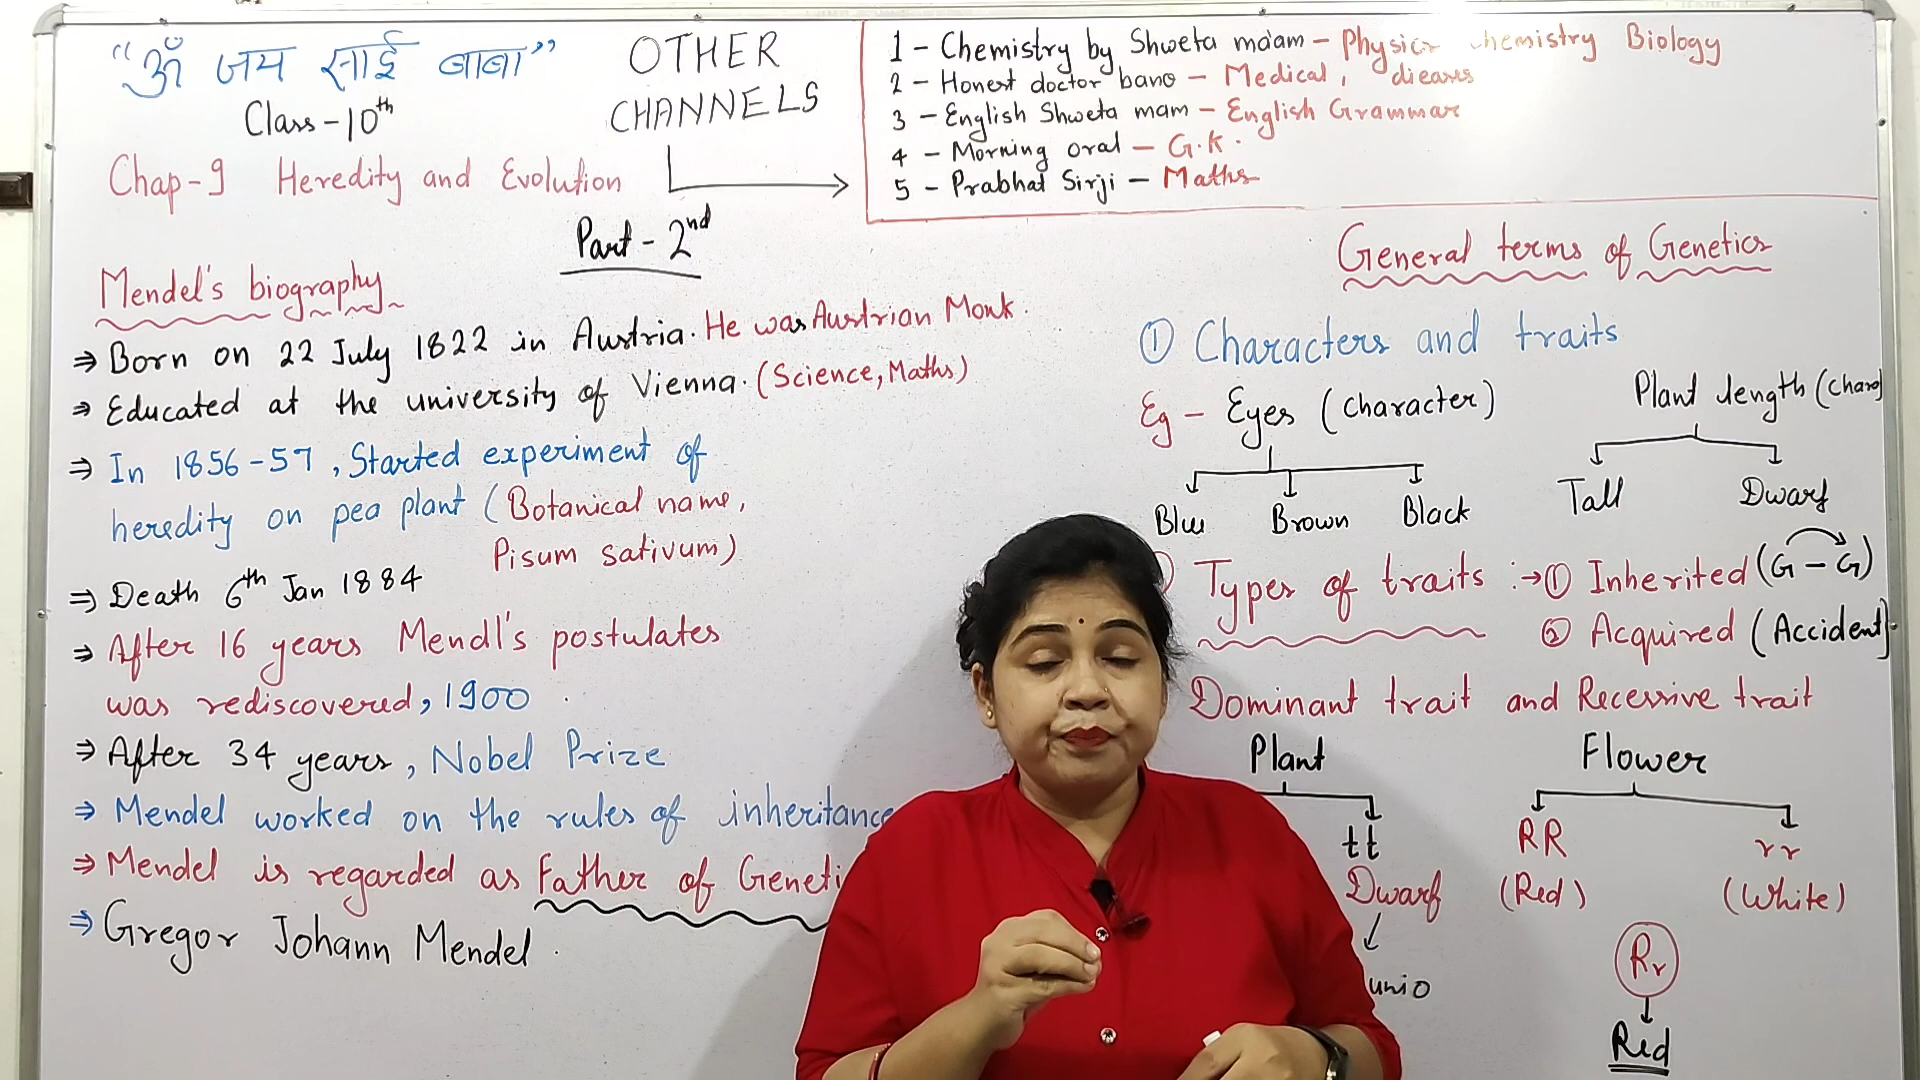 “ॐ जय साई बाबा”
Class-10th
Chap-9 Heredity and Evolution
OTHER
CHANNELS
1 - Chemistry by Shweta ma'am - Physics Chemistry Biology
2 - Honest doctor bano - Medical, dieases
3 - English Shweta mam - English Grammar
4 - Morning oral - G.K.
5 - Prabhat Sirji - Maths
Part-2nd
Mendel's biography
⇒ Born on 22 July 1822 in Austria. He was Austrian Monk.
⇒ Educated at the university of Vienna. (Science, Maths)
⇒ In 1856-57, Started experiment of
heredity on pea plant (Botanical name,
Pisum sativum)
⇒ Death 6th Jan 1884
⇒ After 16 years Mendl's postulates
was rediscovered, 1900
⇒ After 34 years, Nobel Prize
⇒ Mendel worked on the rules of inheritance
⇒ Mendel is regarded as Father of Geneti
⇒ Gregor Johann Mendel.
General terms of Genetics
① Characters and traits
Eg - Eyes (character)
Blue Brown Black
Plant length (Chara)
Tall Dwarf
Types of traits :→ ① Inherited (G - G)
② Acquired (Accident).
Dominant trait and Recessive trait
Plant
tt
Dwarf
Flower
RR rr
(Red) (White)
Rr
Red